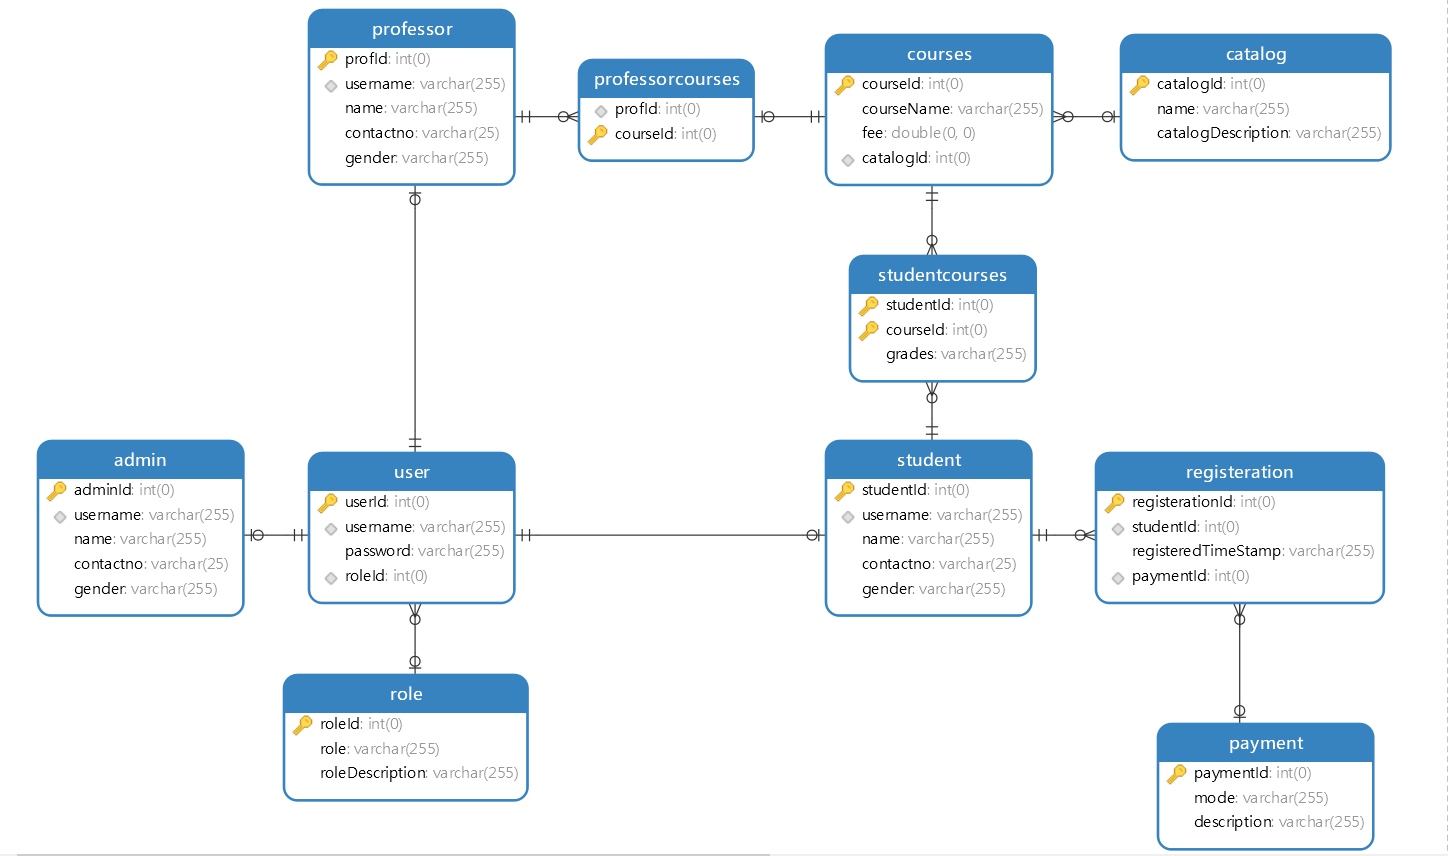 professor
profId: int(0)
username: varchar(255)
name: varchar(255)
contactno: varchar(25)
gender: varchar(255)
professorcourses
profId: int(0)
courseId: int(0)
courses
courseId: int(0)
courseName: varchar(255)
fee: double(0, 0)
catalogId: int(0)
catalog
catalogId: int(0)
name: varchar(255)
catalogDescription: varchar(255)
studentcourses
studentId: int(0)
courseId: int(0)
grades: varchar(255)
admin
adminId: int(0)
username: varchar(255)
name: varchar(255)
contactno: varchar(25)
gender: varchar(255)
user
userId: int(0)
username: varchar(255)
password: varchar(255)
roleId: int(0)
student
studentId: int(0)
username: varchar(255)
name: varchar(255)
contactno: varchar(25)
gender: varchar(255)
registeration
registerationId: int(0)
studentId: int(0)
registeredTimeStamp: varchar(255)
paymentId: int(0)
role
roleId: int(0)
role: varchar(255)
roleDescription: varchar(255)
payment
paymentId: int(0)
mode: varchar(255)
description: varchar(255)